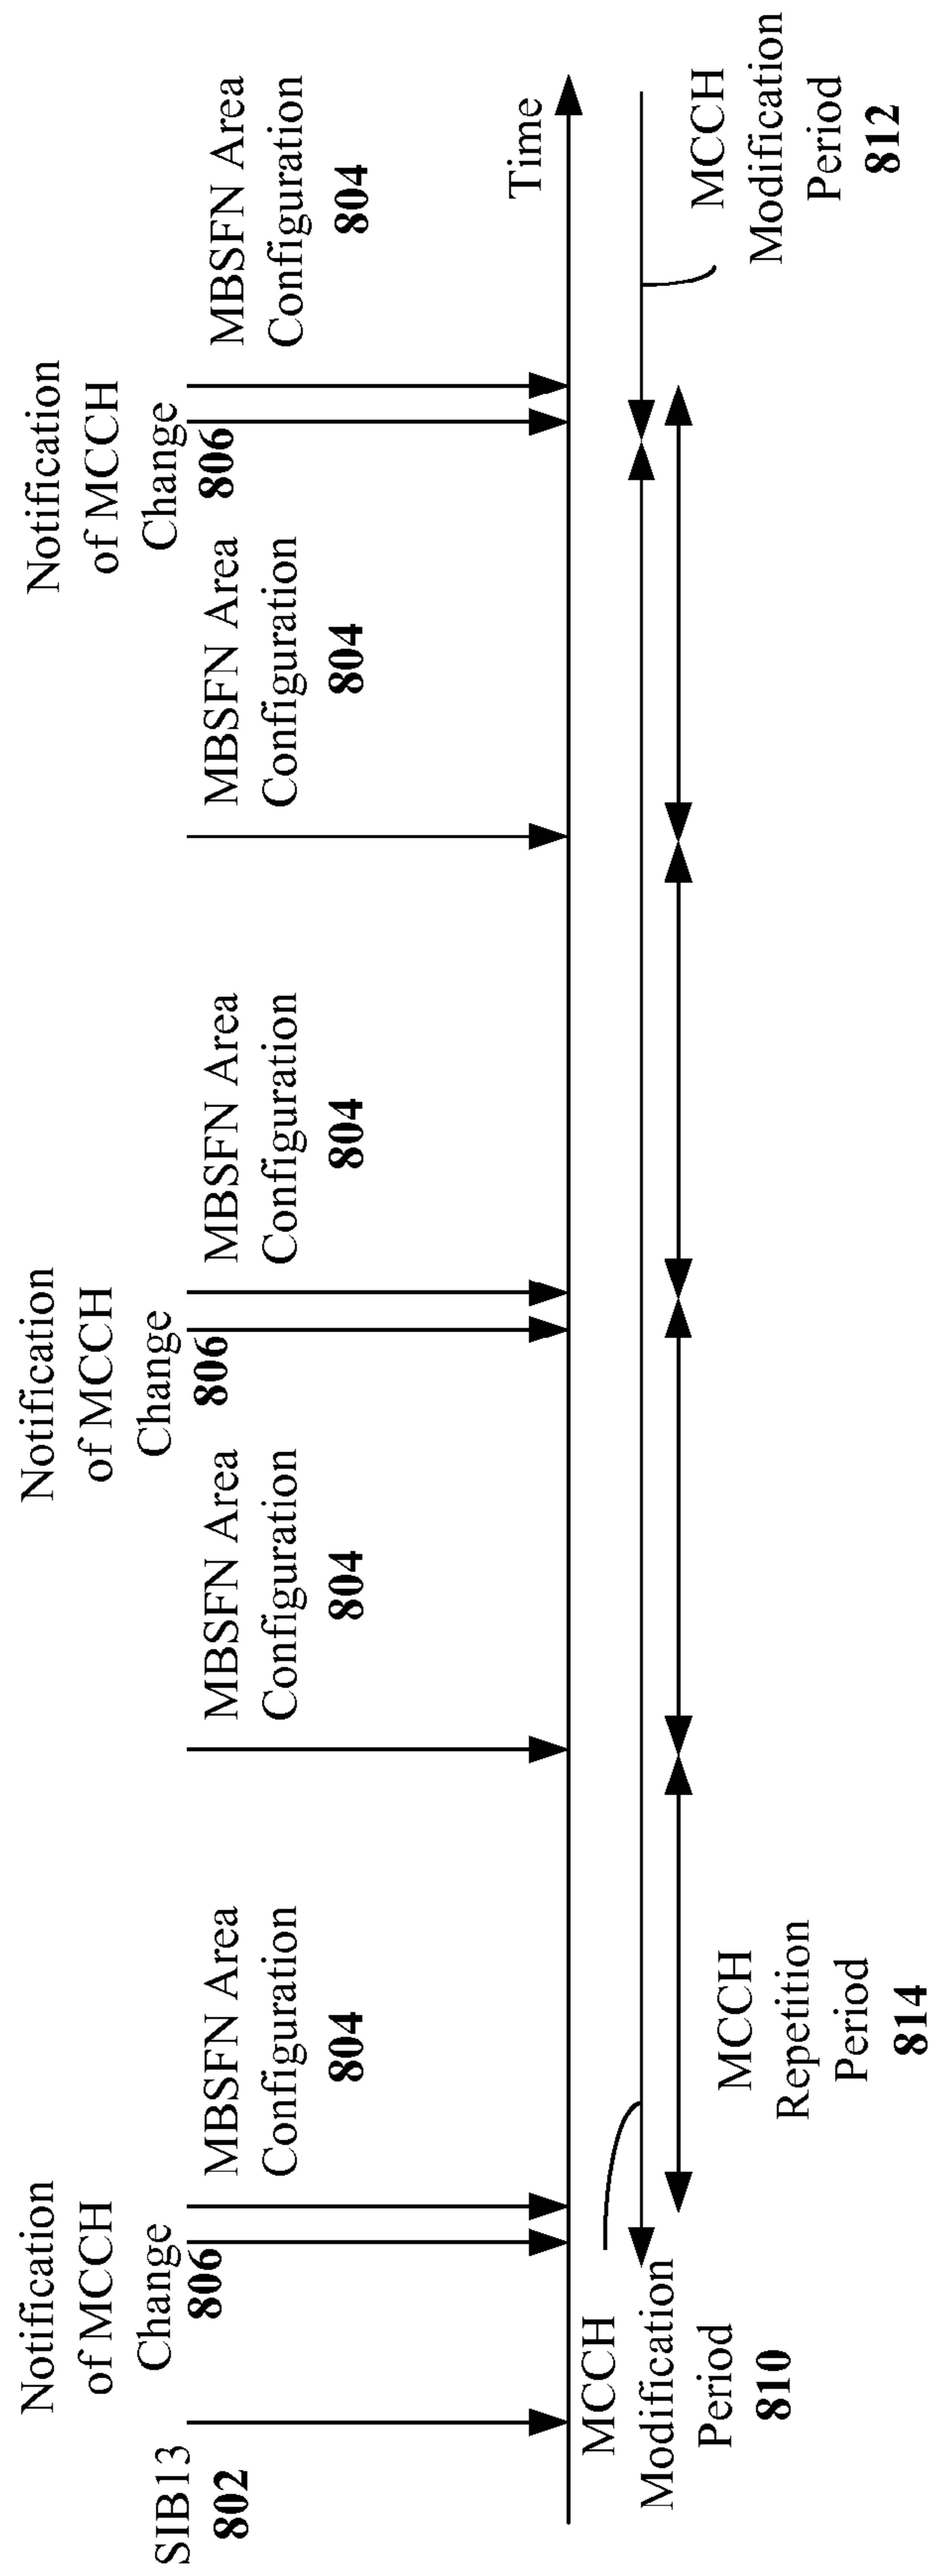 SIB13
802
Notification
of MCCH
Change
806
MBSFN Area
Configuration
804
MBSFN Area
Configuration
804
Notification
of MCCH
Change
806
MBSFN Area
Configuration
804
MBSFN Area
Configuration
804
Notification
of MCCH
Change
806
MBSFN Area
Configuration
804
Time
MCCH
Modification
Period
810
MCCH
Repetition
Period
814
MCCH
Modification
Period
812